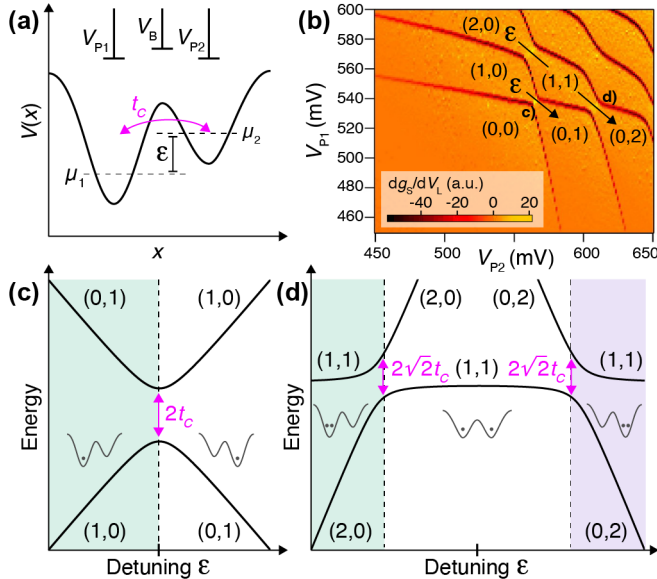 (a)
V_P1 V_B V_P2
V(x)
t_c
μ_1
μ_2
ε
x
(b)
V_P1 (mV)
600
580
560
540
520
500
480
460
(2,0) ε
(1,0) ε (1,1) d)
c)
(0,0) (0,1) (0,2)
dg_S/dV_L (a.u.)
-40 -20 0 20
450 500 600 650
V_P2 (mV)
(c)
(0,1) (1,0)
2t_c
Energy
(1,0) (0,1)
Detuning ε
(d)
(2,0) (0,2)
(1,1) 2√2t_c (1,1) 2√2t_c (1,1)
Energy
(2,0) (0,2)
Detuning ε